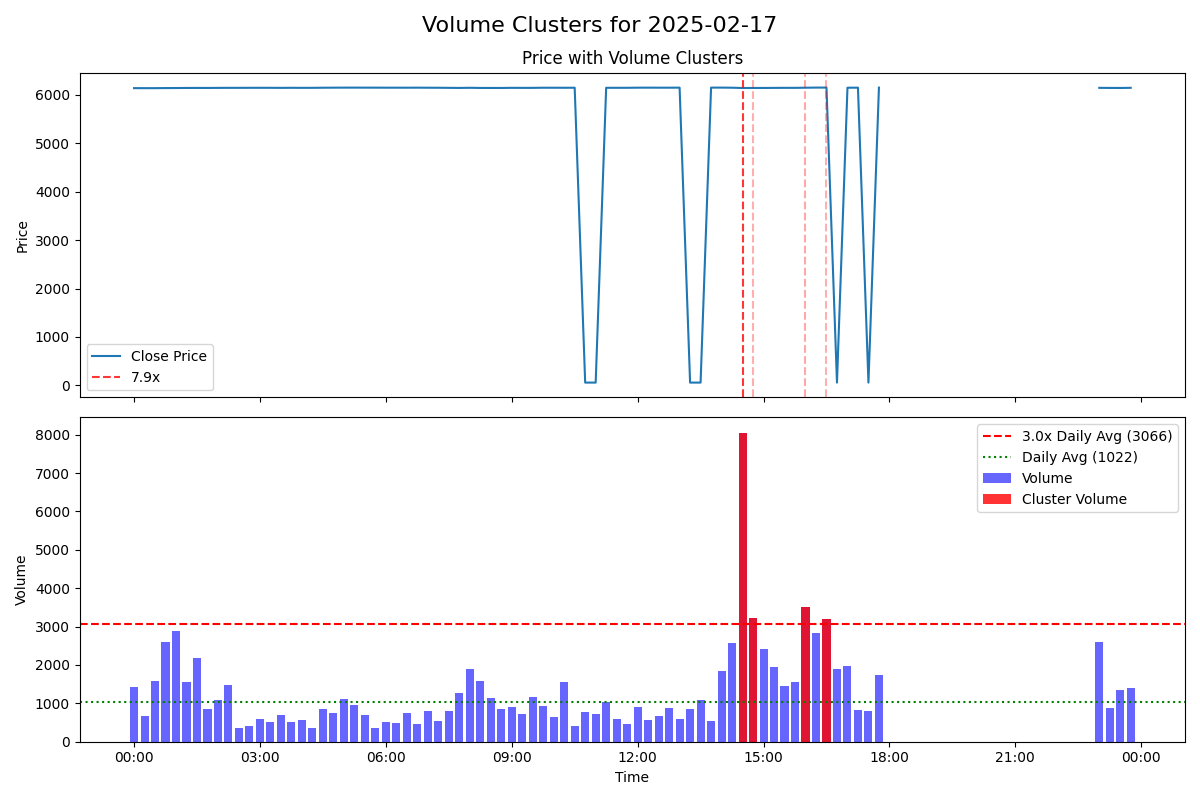 Volume Clusters for 2025-02-17
Price with Volume Clusters
6000
5000
4000
3000
2000
1000
0
Price
Close Price
7.9x
8000
7000
6000
5000
4000
3000
2000
1000
0
Volume
3.0x Daily Avg (3066)
Daily Avg (1022)
Volume
Cluster Volume
00:00 03:00 06:00 09:00 12:00 15:00 18:00 21:00 00:00
Time